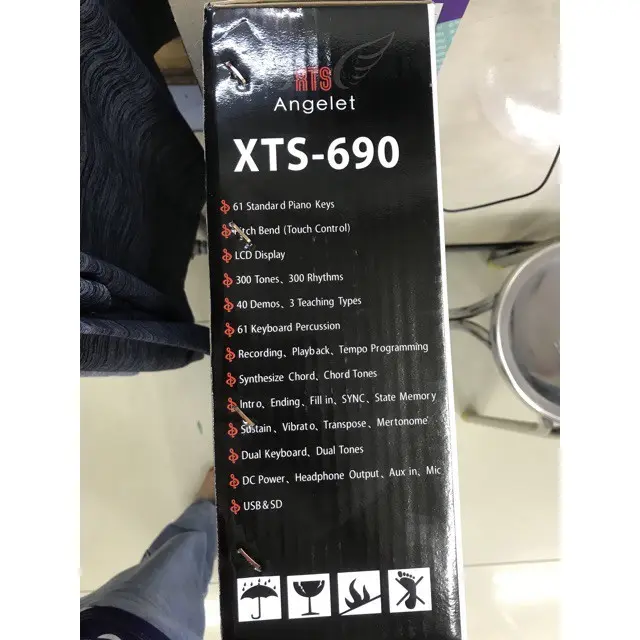 XTS
Angelet
XTS-690
61 Standard Piano Keys
Bend (Touch Control)
LCD Display
300 Tones、300 Rhythms
40 Demos、3 Teaching Types
61 Keyboard Percussion
Recording、Playback、Tempo Programming
Synthesize Chord、Chord Tones
Intro、Ending、Fill in、SYNC、State Memory
Sustain、Vibrato、Transpose、Mertonome
Dual Keyboard、Dual Tones
DC Power、Headphone Output、Aux in、Mic
USB&SD